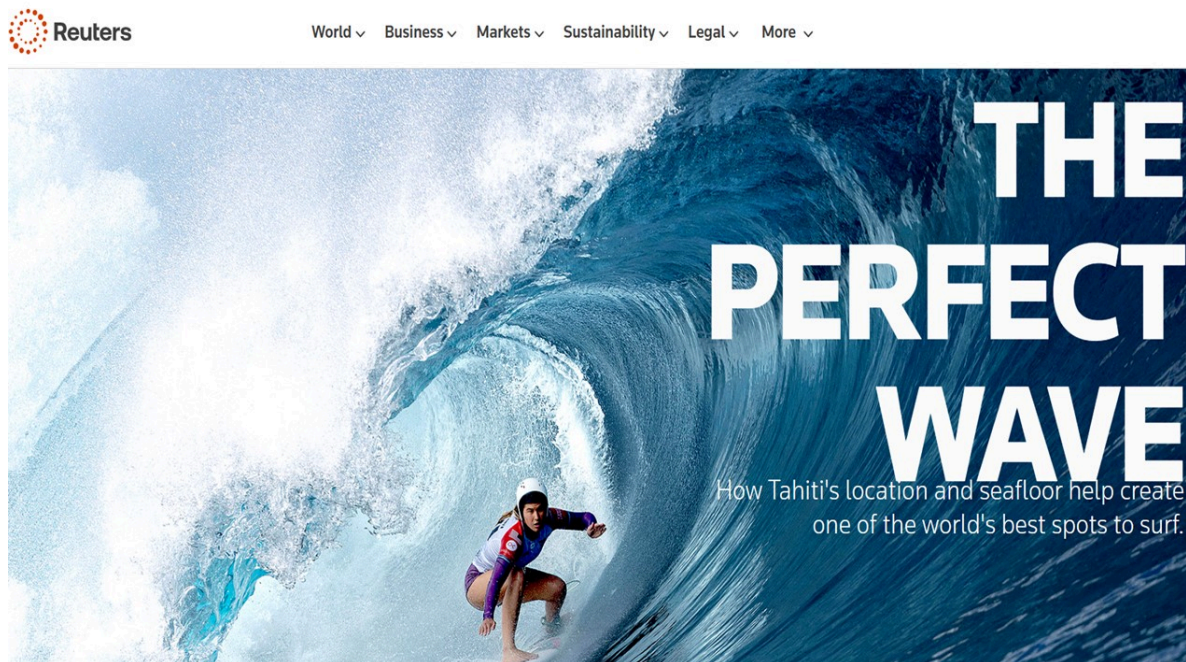 Reuters
World Business Markets Sustainability Legal More
THE
PERFECT
WAVE
How Tahiti's location and seafloor help create
one of the world's best spots to surf.